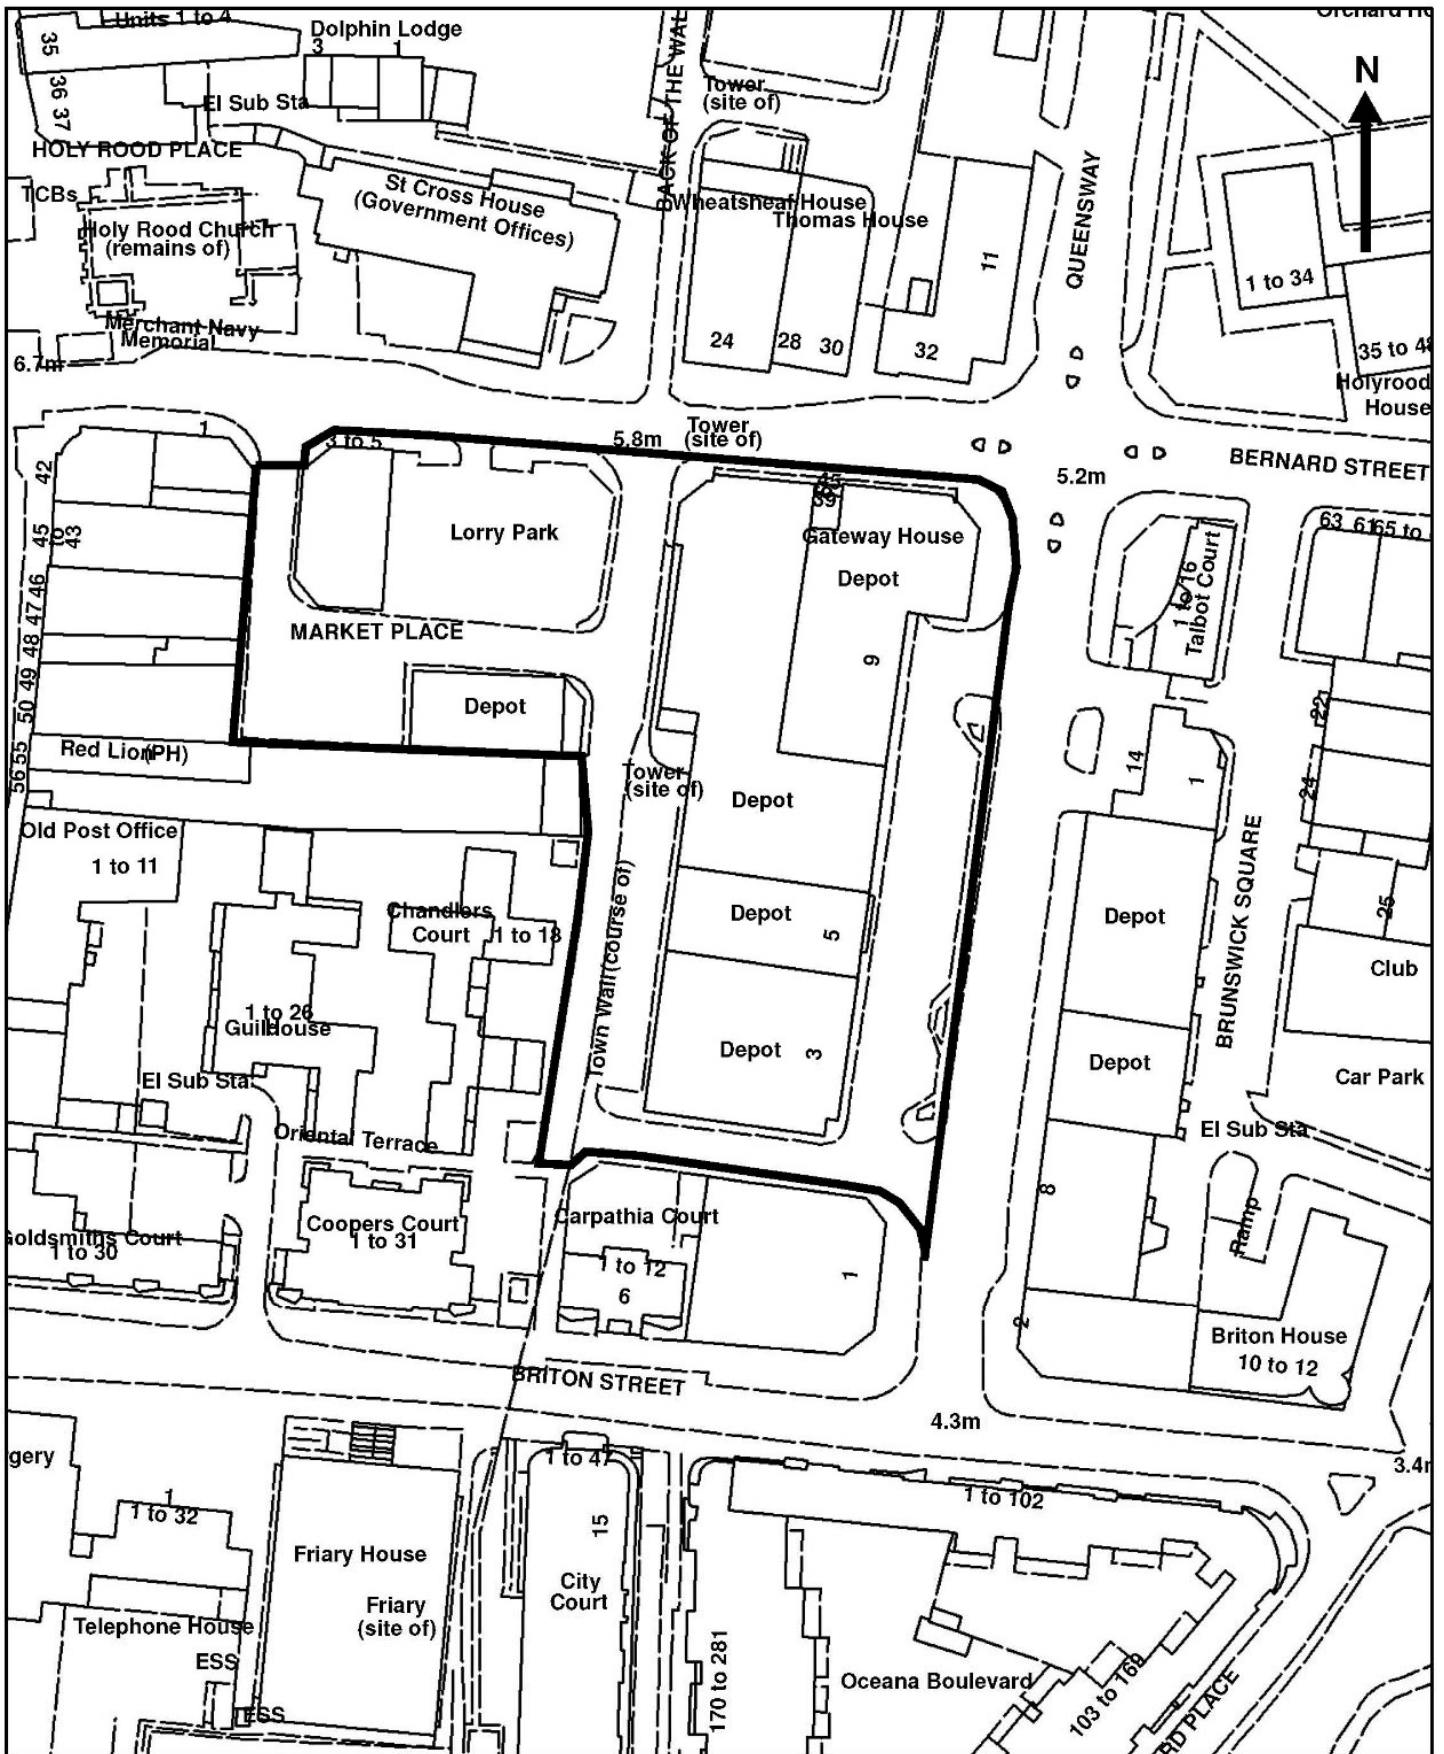 Units 1 to 4
Dolphin Lodge
3
1
35
36
37
El Sub Sta
HOLY ROOD PLACE
TCBs
Holy Rood Church
(remains of)
Merchant Navy
Memorial
6.7m
St Cross House
(Government Offices)
BACK OF THE WAL
Tower
(site of)
Wheatsheaf House
Thomas House
24
28
30
32
11
QUEENSWAY
N
1 to 34
35 to 48
Holyrood
House
1
3 to 5
5.8m
Tower
(site of)
5.2m
BERNARD STREET
42
45
to
43
46
47
48
49
50
55
56
Lorry Park
MARKET PLACE
Depot
39
Gateway House
Depot
9
63
61
65 to
1 to 16
Talbot Court
Red Lion
(PH)
Old Post Office
1 to 11
Tower
(site of)
Depot
14
1
22
24
BRUNSWICK SQUARE
Chandlers
Court
1 to 18
Town Wall (course of)
Depot
5
Depot
25
Club
1 to 26
Guilhouse
Depot
3
Depot
Car Park
El Sub Sta
Oriental Terrace
El Sub Sta
8
Ramp
Goldsmiths Court
1 to 30
Coopers Court
1 to 31
Carpathia Court
1 to 12
6
1
2
Briton House
10 to 12
BRITON STREET
4.3m
3.4m
gery
1
1 to 32
Friary House
Friary
(site of)
1 to 47
15
City
Court
1 to 102
Telephone House
ESS
ESS
170 to 281
Oceana Boulevard
103 to 169
RD PLACE